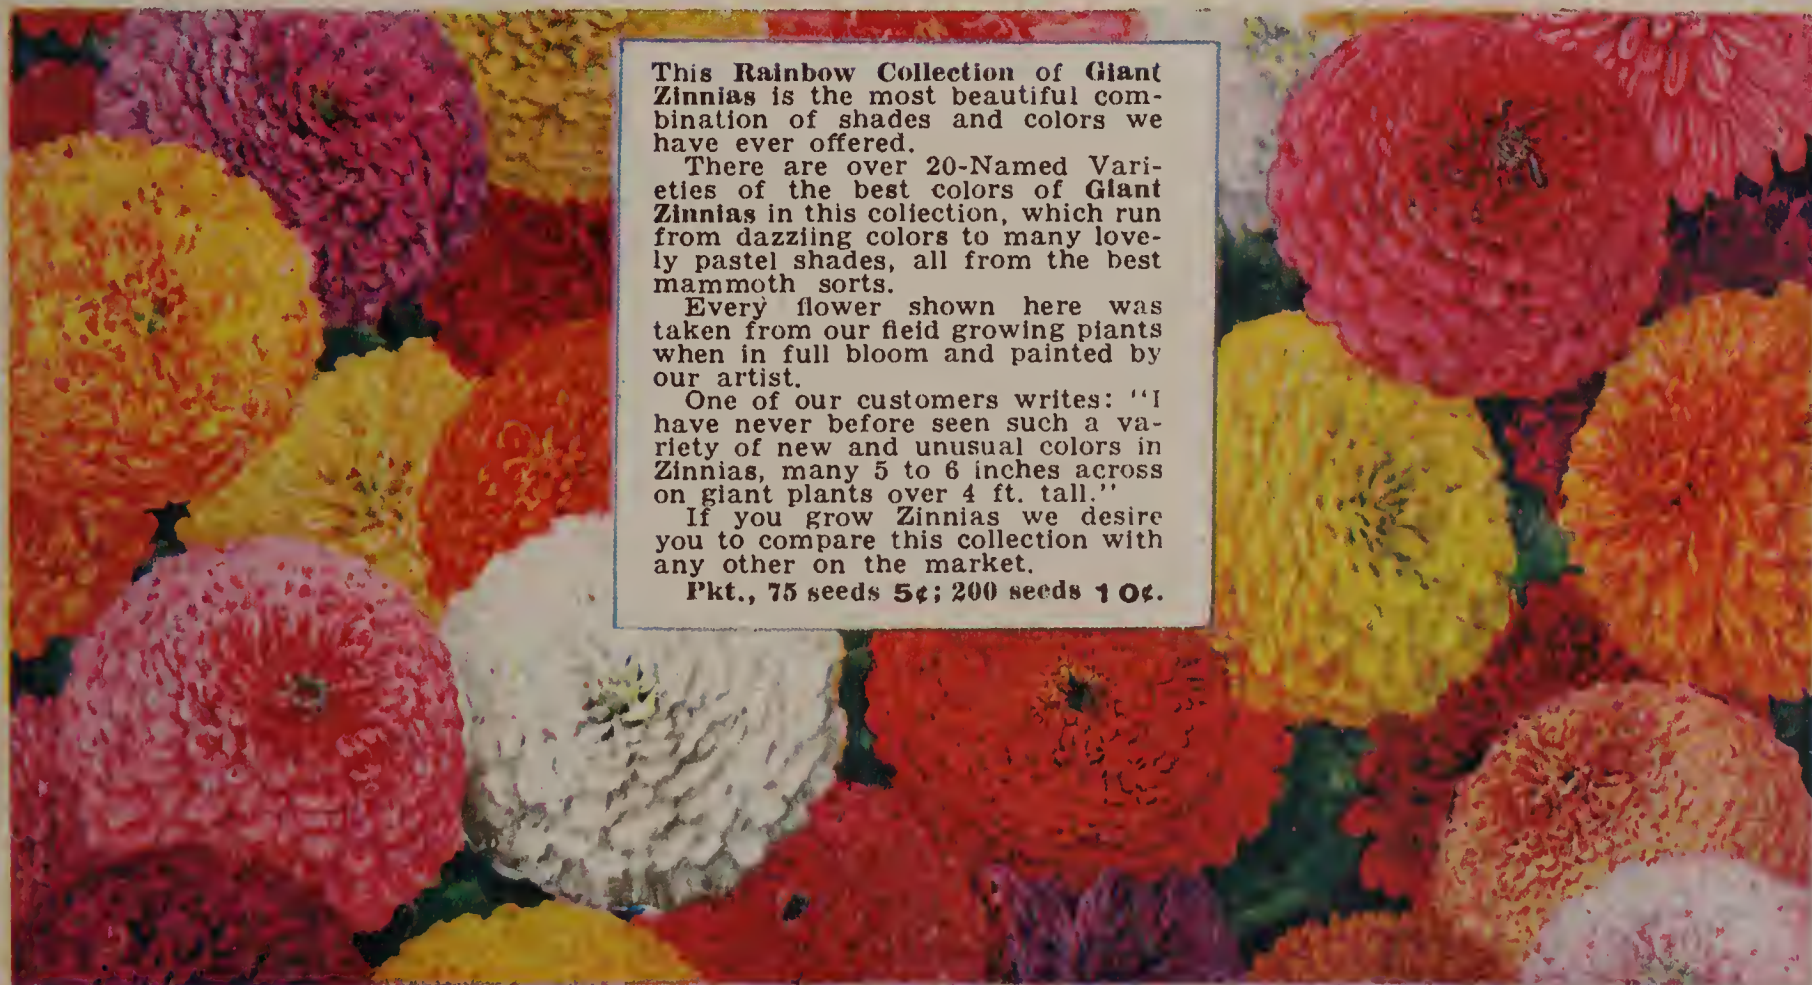 This Rainbow Collection of Giant
Zinnias is the most beautiful com-
bination of shades and colors we
have ever offered.
There are over 20-Named Vari-
eties of the best colors of Giant
Zinnias in this collection, which run
from dazzling colors to many love-
ly pastel shades, all from the best
mammoth sorts.
Every flower shown here was
taken from our field growing plants
when in full bloom and painted by
our artist.
One of our customers writes: "I
have never before seen such a va-
riety of new and unusual colors in
Zinnias, many 5 to 6 inches across
on giant plants over 4 ft. tall."
If you grow Zinnias we desire
you to compare this collection with
any other on the market.
Pkt., 75 seeds 5¢; 200 seeds 10¢.